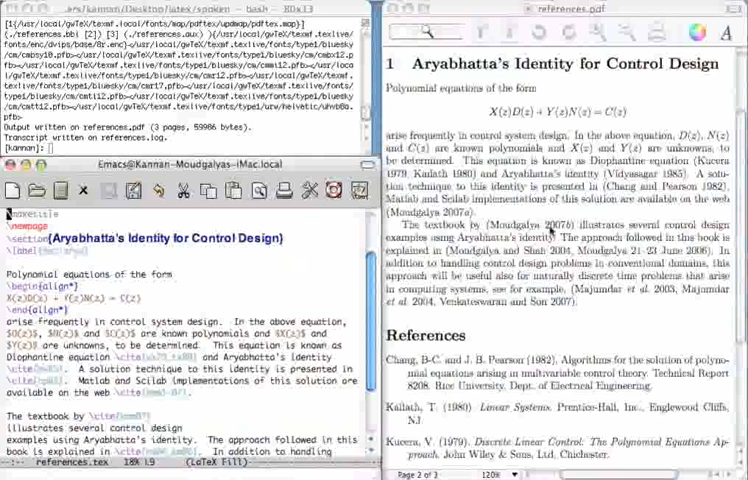 [1{/usr/local/gwTeX/texmf.texlive/fonts/map/pdftex/updmap/pdftex.map}]
(./references.bbl [2]) [3] (./references.aux) ){/usr/local/gwTeX/texmf.texlive/
fonts/enc/dvips/base/8r.enc}</usr/local/gwTeX/texmf.texlive/fonts/type1/bluesky
pfb>
Output written on references.pdf (3 pages, 59986 bytes).
Transcript written on references.log.
[kannan]:
Emacs@Kannan-Moudgalyas-iMac.local
\newpage
\section{Aryabhatta's Identity for Control Design}
Polynomial equations of the form
\begin{align*}
X(z)D(z) + Y(z)N(z) = C(z)
\end{align*}
arise frequently in control system design. In the above equation,
$D(z)$, $N(z)$ and $C(z)$ are known polynomials and $X(z)$ and
$Y(z)$ are unknowns, to be determined. This equation is known as
Diophantine equation and Aryabhatta's identity
A solution technique to this identity is presented in
Matlab and Scilab implementations of this solution are
available on the web
The textbook by
illustrates several control design
examples using Aryabhatta's identity. The approach followed in this
book is explained in In addition to handling
references.tex 18% L9 (LaTeX Fill)
references.pdf
1 Aryabhatta's Identity for Control Design
Polynomial equations of the form
X(z)D(z) + Y(z)N(z) = C(z)
arise frequently in control system design. In the above equation, D(z), N(z)
and C(z) are known polynomials and X(z) and Y(z) are unknowns, to
be determined. This equation is known as Diophantine equation (Kucera
1979, Kailath 1980) and Aryabhatta's identity (Vidyasagar 1985). A solu-
tion technique to this identity is presented in (Chang and Pearson 1982).
Matlab and Scilab implementations of this solution are available on the web
(Moudgalya 2007a).
The textbook by (Moudgalya 2007b) illustrates several control design
examples using Aryabhatta's identity. The approach followed in this book is
explained in (Moudgalya and Shah 2004, Moudgalya 21-23 June 2006). In
addition to handling control design problems in conventional domains, this
approach will be useful also for naturally discrete time problems that arise
in computing systems, see for example, (Majumdar et al. 2003, Majumdar
et al. 2004, Venkateswaran and Son 2007).
References
Chang, B-C. and J. B. Pearson (1982). Algorithms for the solution of polyno-
mial equations arising in multivariable control theory. Technical Report
8208. Rice University, Dept. of Electrical Engineering.
Kailath, T. (1980) Linear Systems. Prentice-Hall, Inc., Englewood Cliffs,
NJ
Kucera, V. (1979). Discrete Linear Control: The Polynomial Equations Ap-
proach. John Wiley & Sons, Ltd, Chichester.
Page 2 of 3 120%